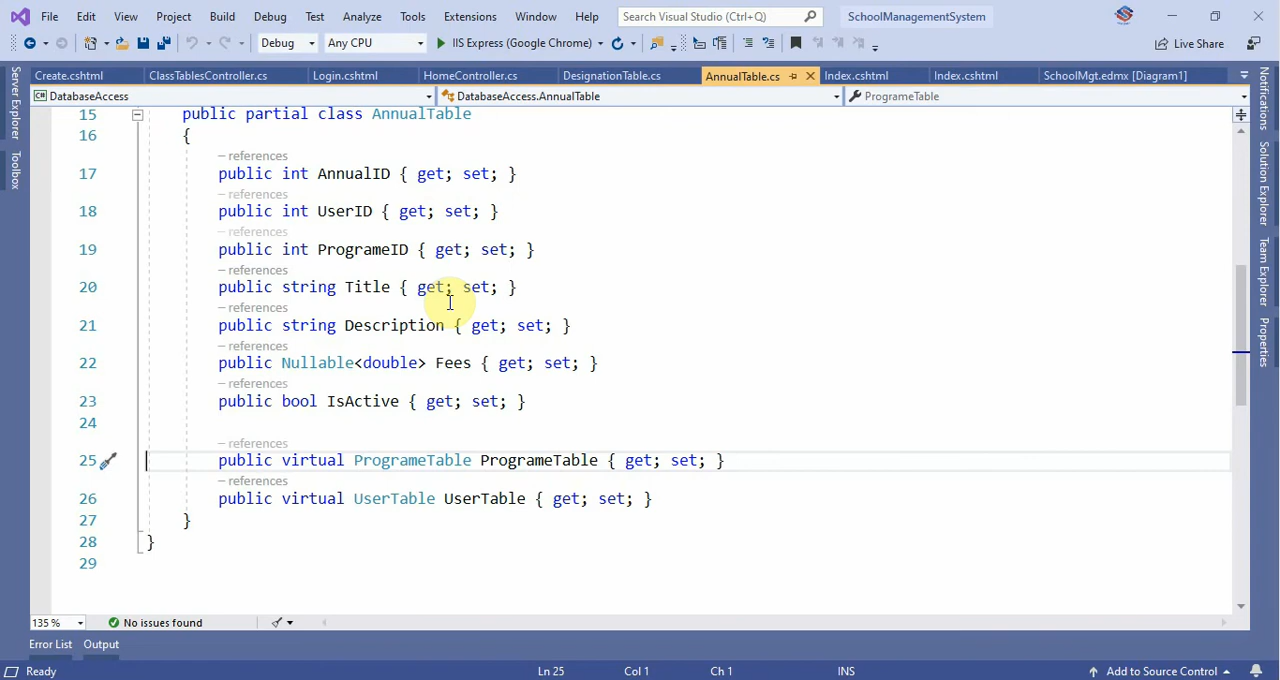 File Edit View Project Build Debug Test Analyze Tools Extensions Window Help Search Visual Studio (Ctrl+Q) SchoolManagementSystem
Debug Any CPU IIS Express (Google Chrome) Live Share
Create.cshtml ClassTablesController.cs Login.cshtml HomeController.cs DesignationTable.cs AnnualTable.cs Index.cshtml Index.cshtml SchoolMgt.edmx [Diagram1]
DatabaseAccess DatabaseAccess.AnnualTable ProgrameTable
15 public partial class AnnualTable
16 {
– references
17 public int AnnualID { get; set; }
– references
18 public int UserID { get; set; }
– references
19 public int ProgrameID { get; set; }
– references
20 public string Title { get; set; }
– references
21 public string Description { get; set; }
– references
22 public Nullable<double> Fees { get; set; }
– references
23 public bool IsActive { get; set; }
24
– references
25 public virtual ProgrameTable ProgrameTable { get; set; }
– references
26 public virtual UserTable UserTable { get; set; }
27 }
28 }
29
135 % No issues found
Error List Output
Ready Ln 25 Col 1 Ch 1 INS Add to Source Control
Server Explorer
Toolbox
Notifications
Solution Explorer
Team Explorer
Properties